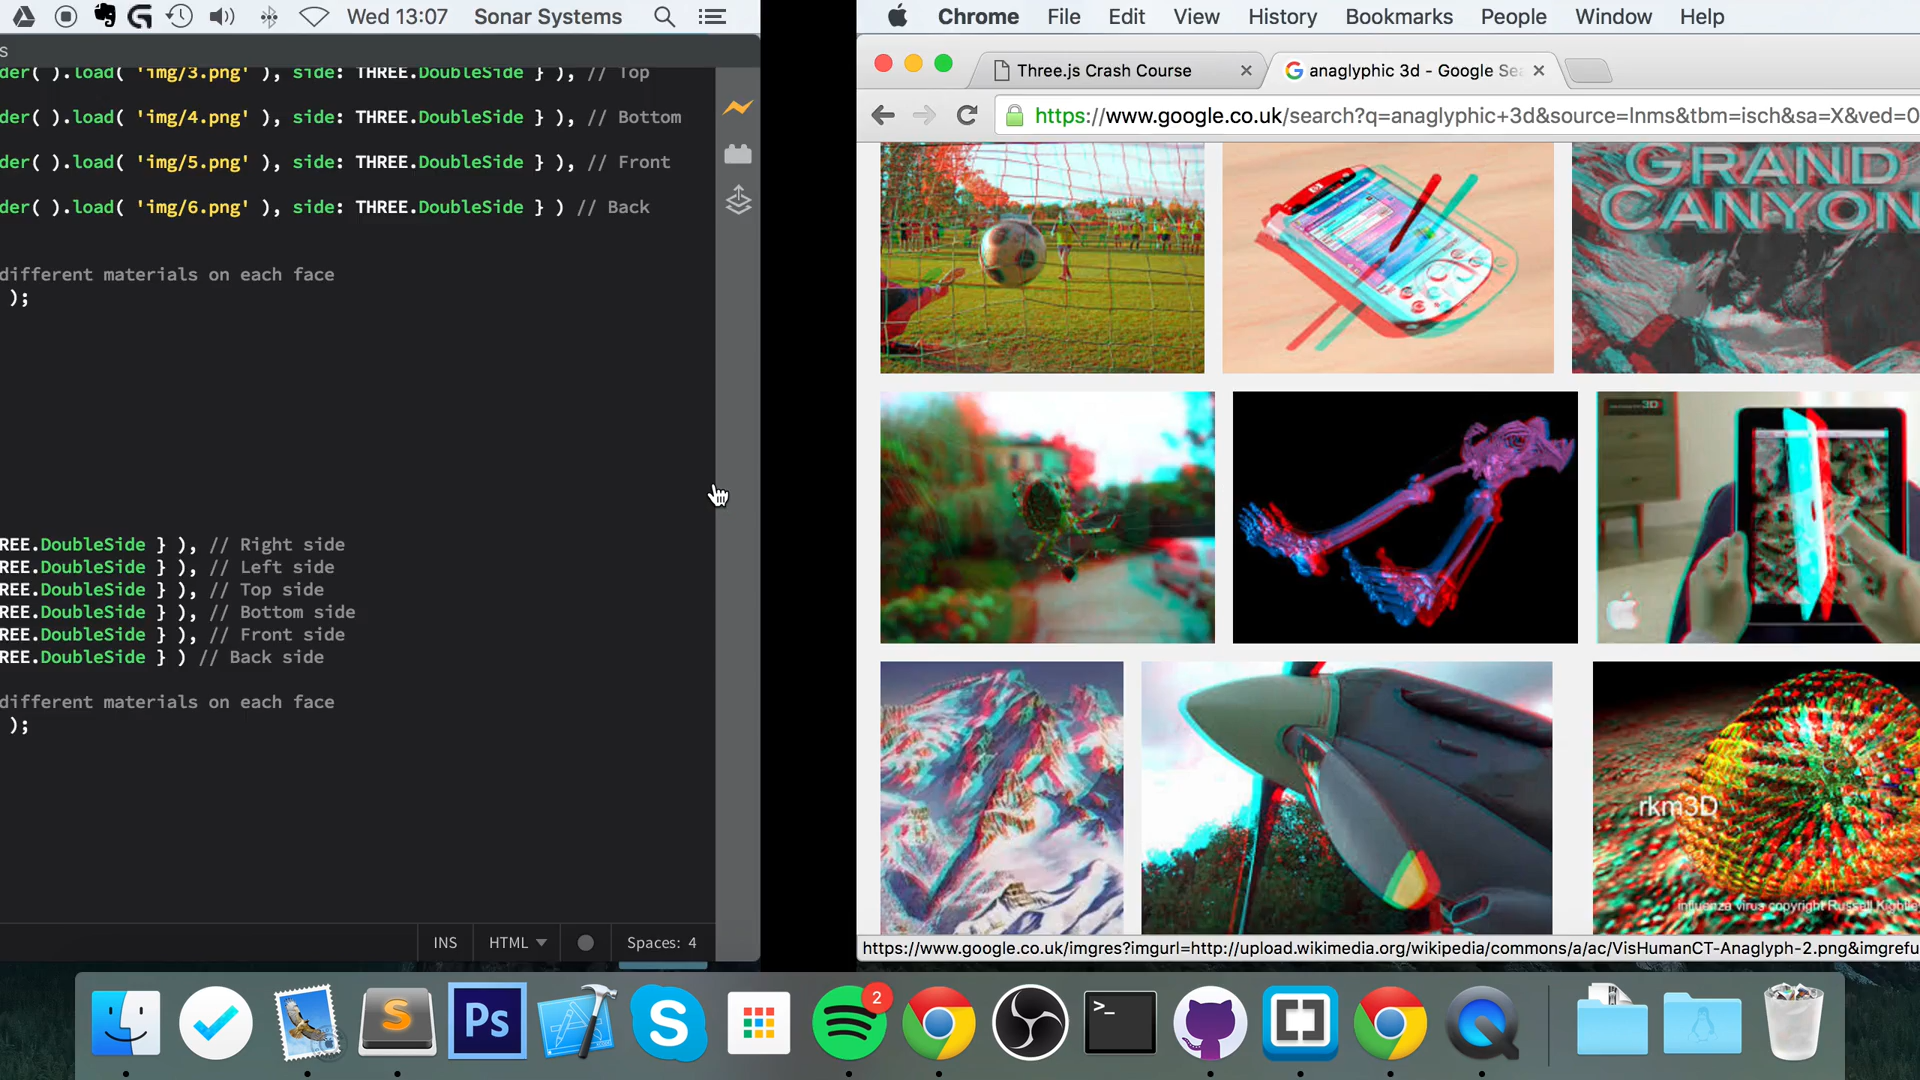 Wed 13:07 Sonar Systems
Chrome File Edit View History Bookmarks People Window Help
s
Three.js Crash Course
anaglyphic 3d - Google Sea
https://www.google.co.uk/search?q=anaglyphic+3d&source=lnms&tbm=isch&sa=X&ved=0
der( ).load( 'img/3.png' ), side: THREE.DoubleSide } ), // Top
der( ).load( 'img/4.png' ), side: THREE.DoubleSide } ), // Bottom
der( ).load( 'img/5.png' ), side: THREE.DoubleSide } ), // Front
der( ).load( 'img/6.png' ), side: THREE.DoubleSide } ) // Back
different materials on each face
);
REE.DoubleSide } ), // Right side
REE.DoubleSide } ), // Left side
REE.DoubleSide } ), // Top side
REE.DoubleSide } ), // Bottom side
REE.DoubleSide } ), // Front side
REE.DoubleSide } ) // Back side
different materials on each face
);
INS HTML Spaces: 4
GRAND
CANYON
3D
rkm3D
influenza virus copyright Russell
https://www.google.co.uk/imgres?imgurl=http://upload.wikimedia.org/wikipedia/commons/a/ac/VisHumanCT-Anaglyph-2.png&imgrefu
S
Ps
S
2
>_